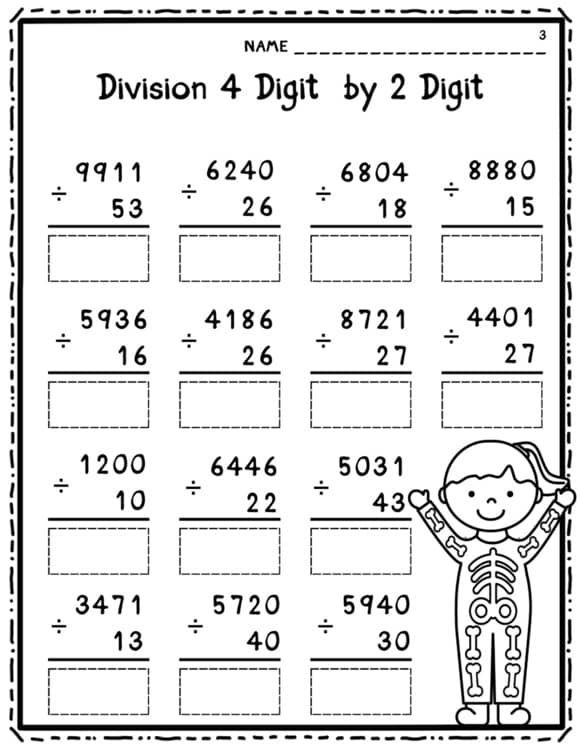 3
NAME ____________________
Division 4 Digit by 2 Digit
9911 6240 6804 8880
÷ 53 ÷ 26 ÷ 18 ÷ 15
5936 4186 8721 4401
÷ 16 ÷ 26 ÷ 27 ÷ 27
1200 6446 5031
÷ 10 ÷ 22 ÷ 43
3471 5720 5940
÷ 13 ÷ 40 ÷ 30